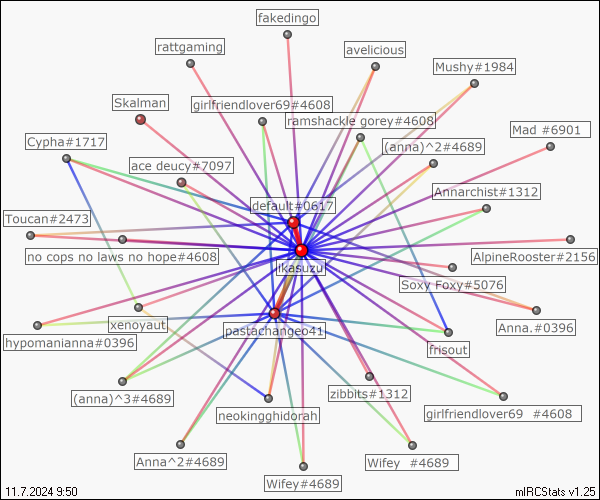 fakedingo
rattgaming
avelicious
Mushy#1984
Skalman
girlfriendlover69#4608
ramshackle gorey#4608
Mad #6901
Cypha#1717
(anna)^2#4689
ace deucy#7097
Annarchist#1312
default#0617
Toucan#2473
no cops no laws no hope#4608
AlpineRooster#2156
ikasuzu
Soxy Foxy#5076
xenoyaut
pastachangeo41
Anna.#0396
hypomanianna#0396
frisout
(anna)^3#4689
zibbits#1312
neokingghidorah
girlfriendlover69 #4608
Anna^2#4689
Wifey #4689
Wifey#4689
11.7.2024 9:50
mIRCStats v1.25